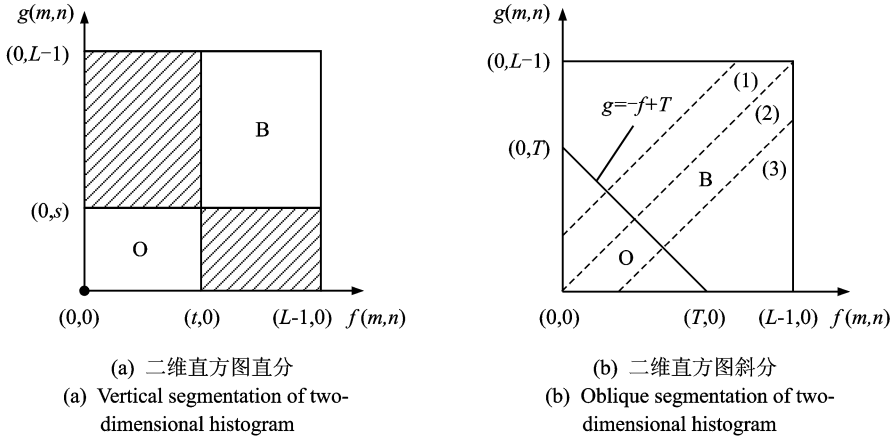 g(m,n)
(0,L−1)
B
(0,s)
O
(0,0)
(t,0)
(L-1,0)
f(m,n)
(a) 二维直方图直分
(a) Vertical segmentation of two-
dimensional histogram
g(m,n)
(0,L−1)
(1)
g=−f+T
(2)
(0,T)
(3)
B
O
(0,0)
(T,0)
(L-1,0)
f(m,n)
(b) 二维直方图斜分
(b) Oblique segmentation of two-
dimensional histogram